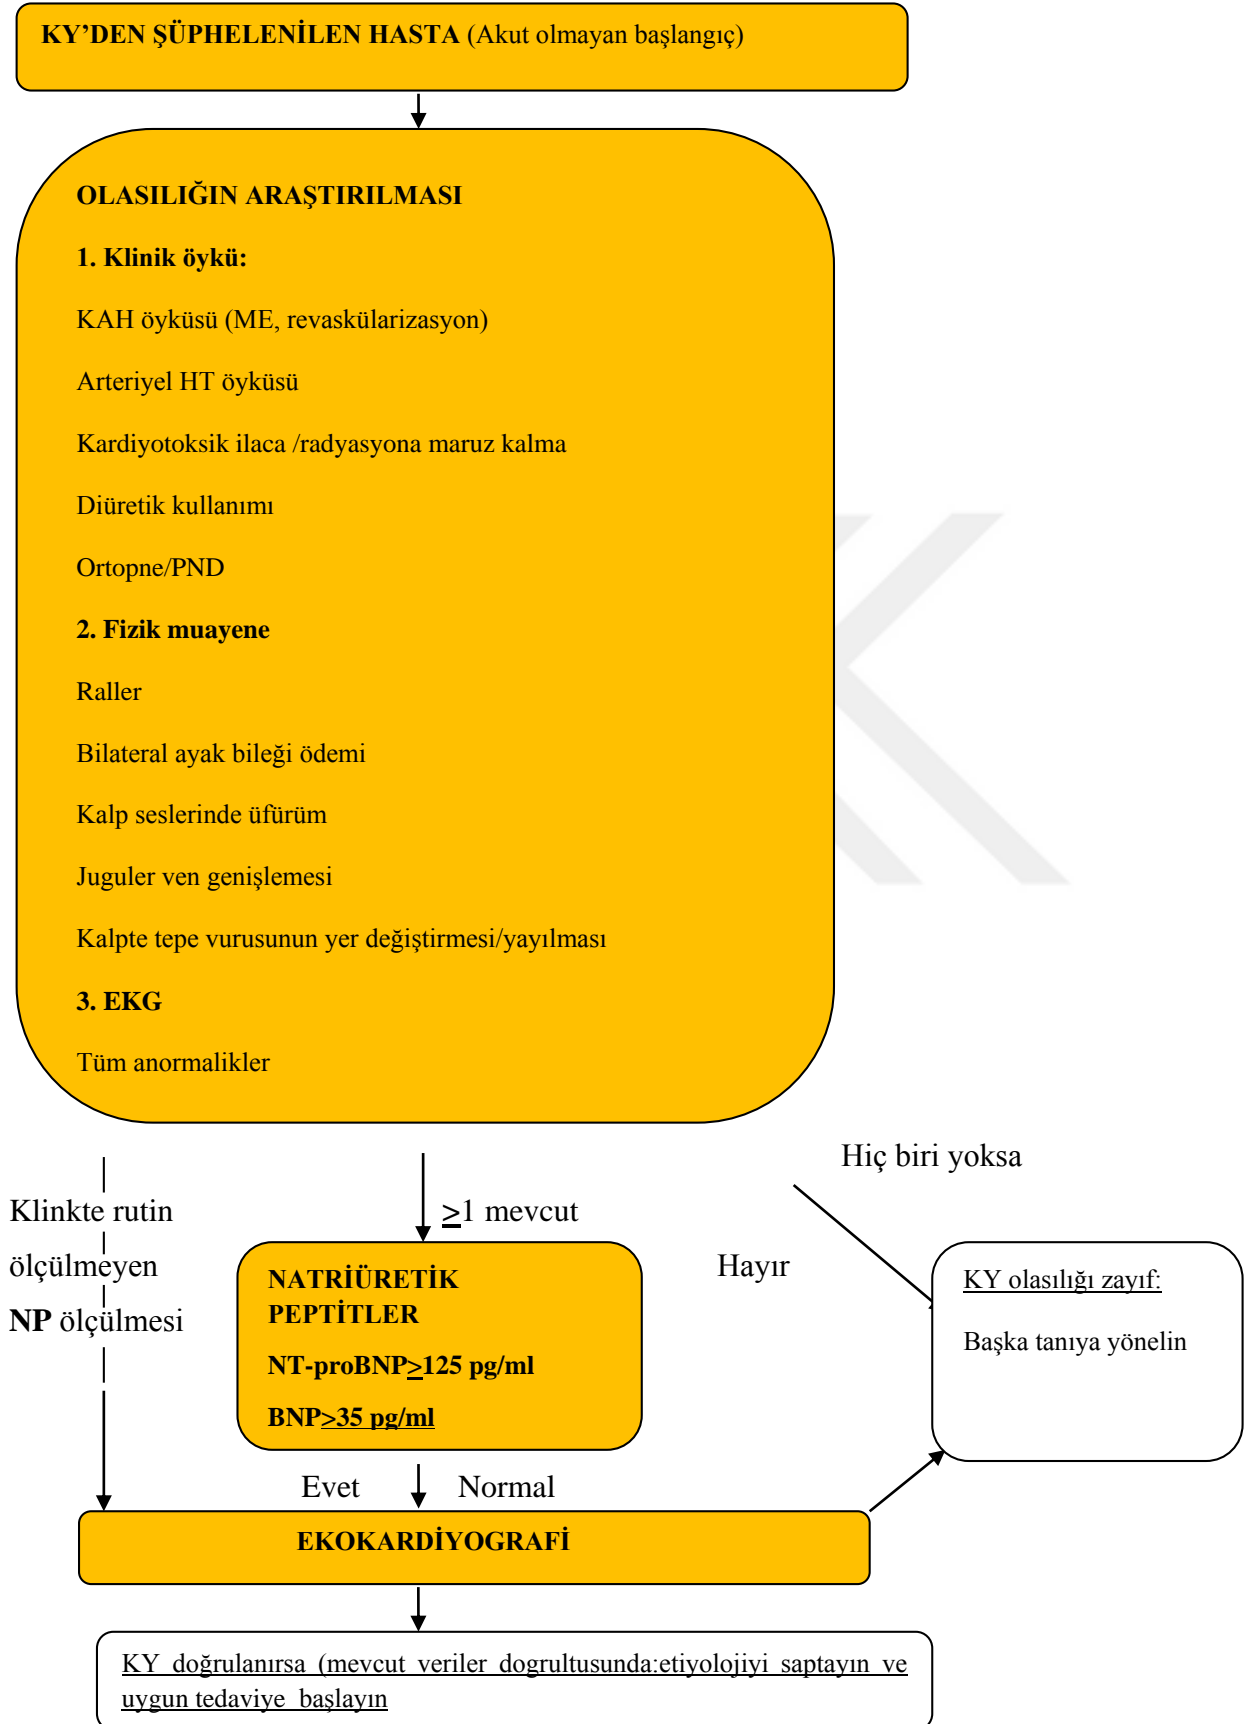 KY’DEN ŞÜPHELENİLEN HASTA (Akut olmayan başlangıç)
OLASILIĞIN ARAŞTIRILMASI
1. Klinik öykü:
KAH öyküsü (ME, revaskülarizasyon)
Arteriyel HT öyküsü
Kardiyotoksik ilaca /radyasyona maruz kalma
Diüretik kullanımı
Ortopne/PND
2. Fizik muayene
Raller
Bilateral ayak bileği ödemi
Kalp seslerinde üfürüm
Juguler ven genişlemesi
Kalpte tepe vurusunun yer değiştirmesi/yayılması
3. EKG
Tüm anormalikler
Hiç biri yoksa
Klinkte rutin
ölçülmeyen
NP ölçülmesi
≥1 mevcut
NATRİÜRETİK
PEPTİTLER
NT-proBNP≥125 pg/ml
BNP≥35 pg/ml
Hayır
KY olasılığı zayıf:
Başka tanıya yönelin
Evet
Normal
EKOKARDİYOGRAFİ
KY doğrulanırsa (mevcut veriler dogrultusunda:etiyolojiyi saptayın ve
uygun tedaviye başlayın